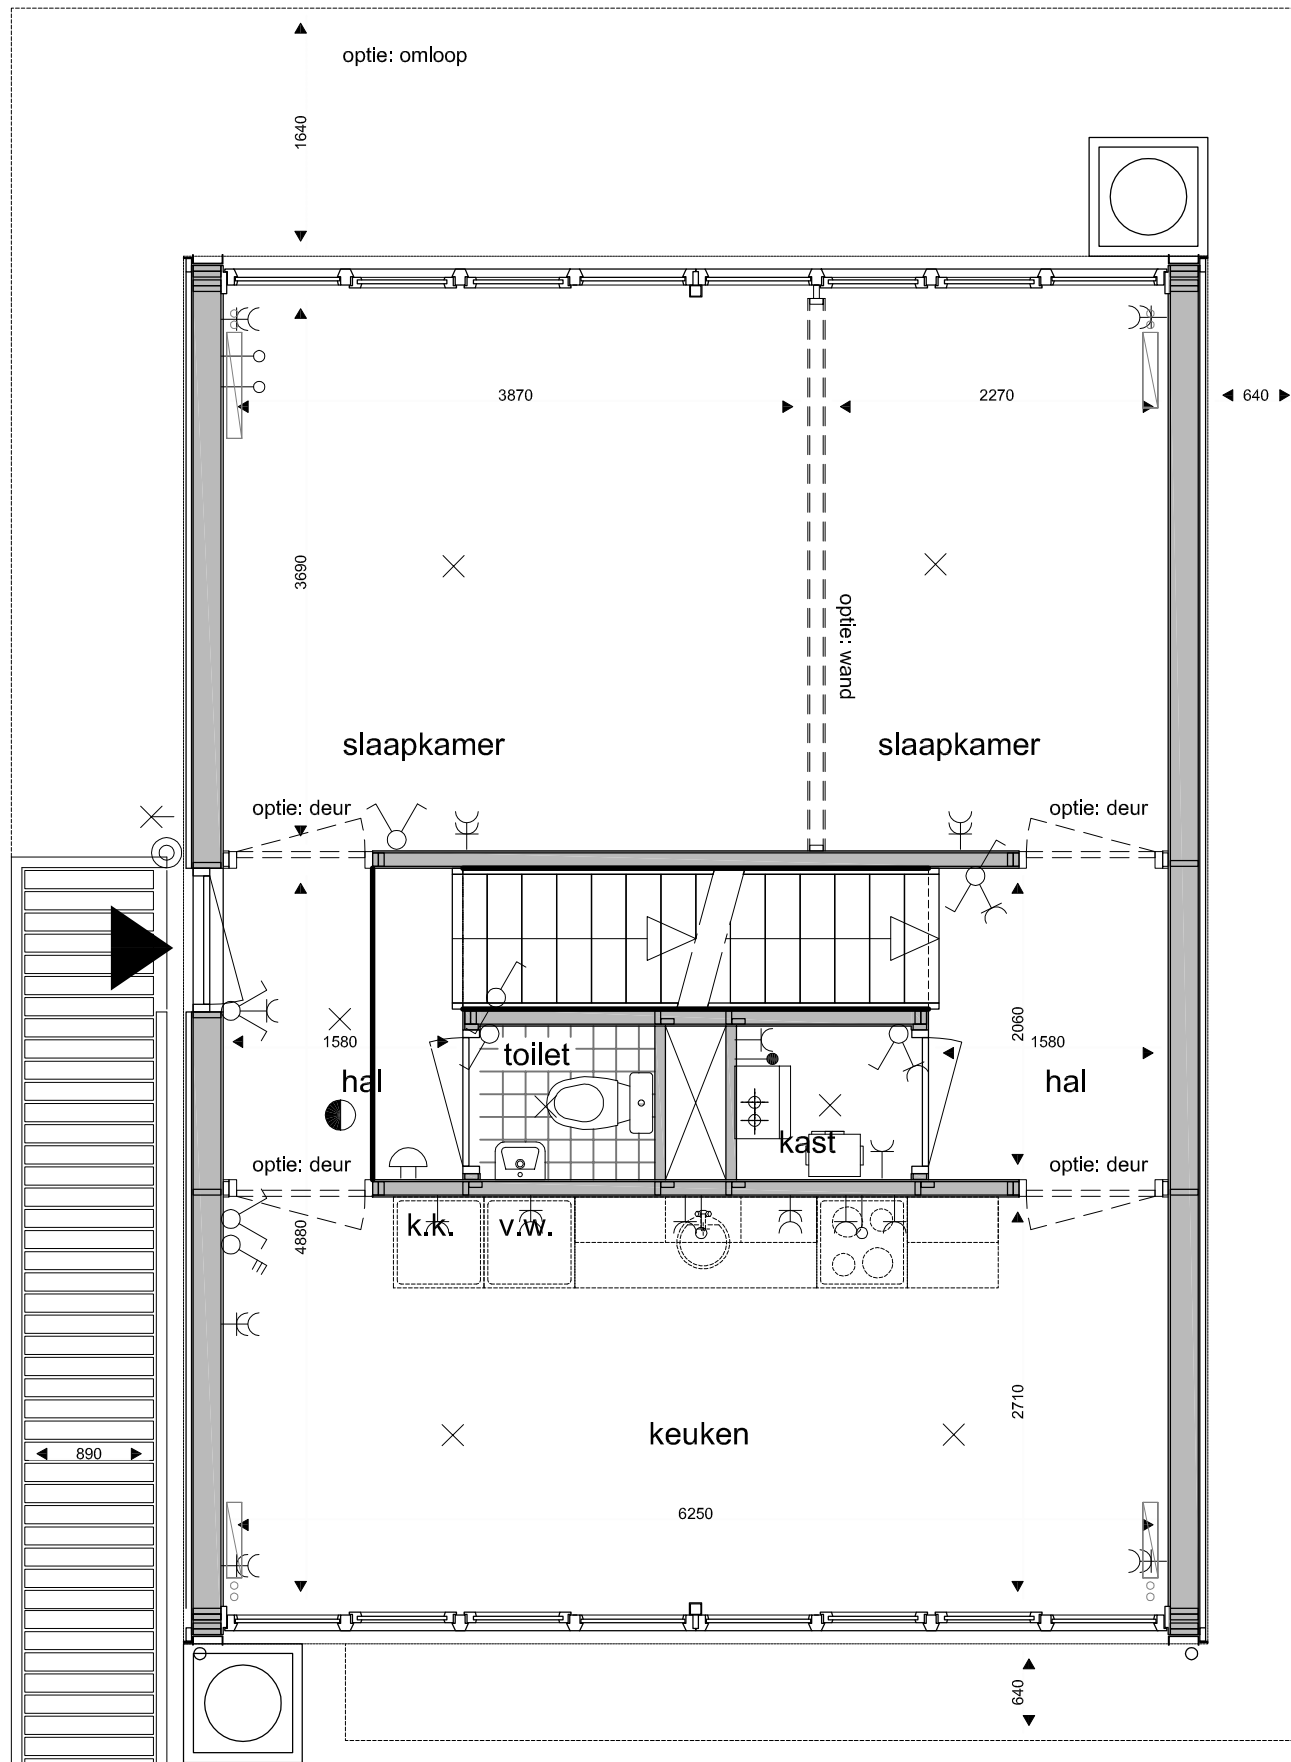 optie: omloop
1640
3870
2270
640
3690
optie: wand
slaapkamer
slaapkamer
optie: deur
optie: deur
2060
1580
1580
toilet
hal
hal
kast
optie: deur
optie: deur
k.k.
v.w.
4880
2710
keuken
890
6250
640